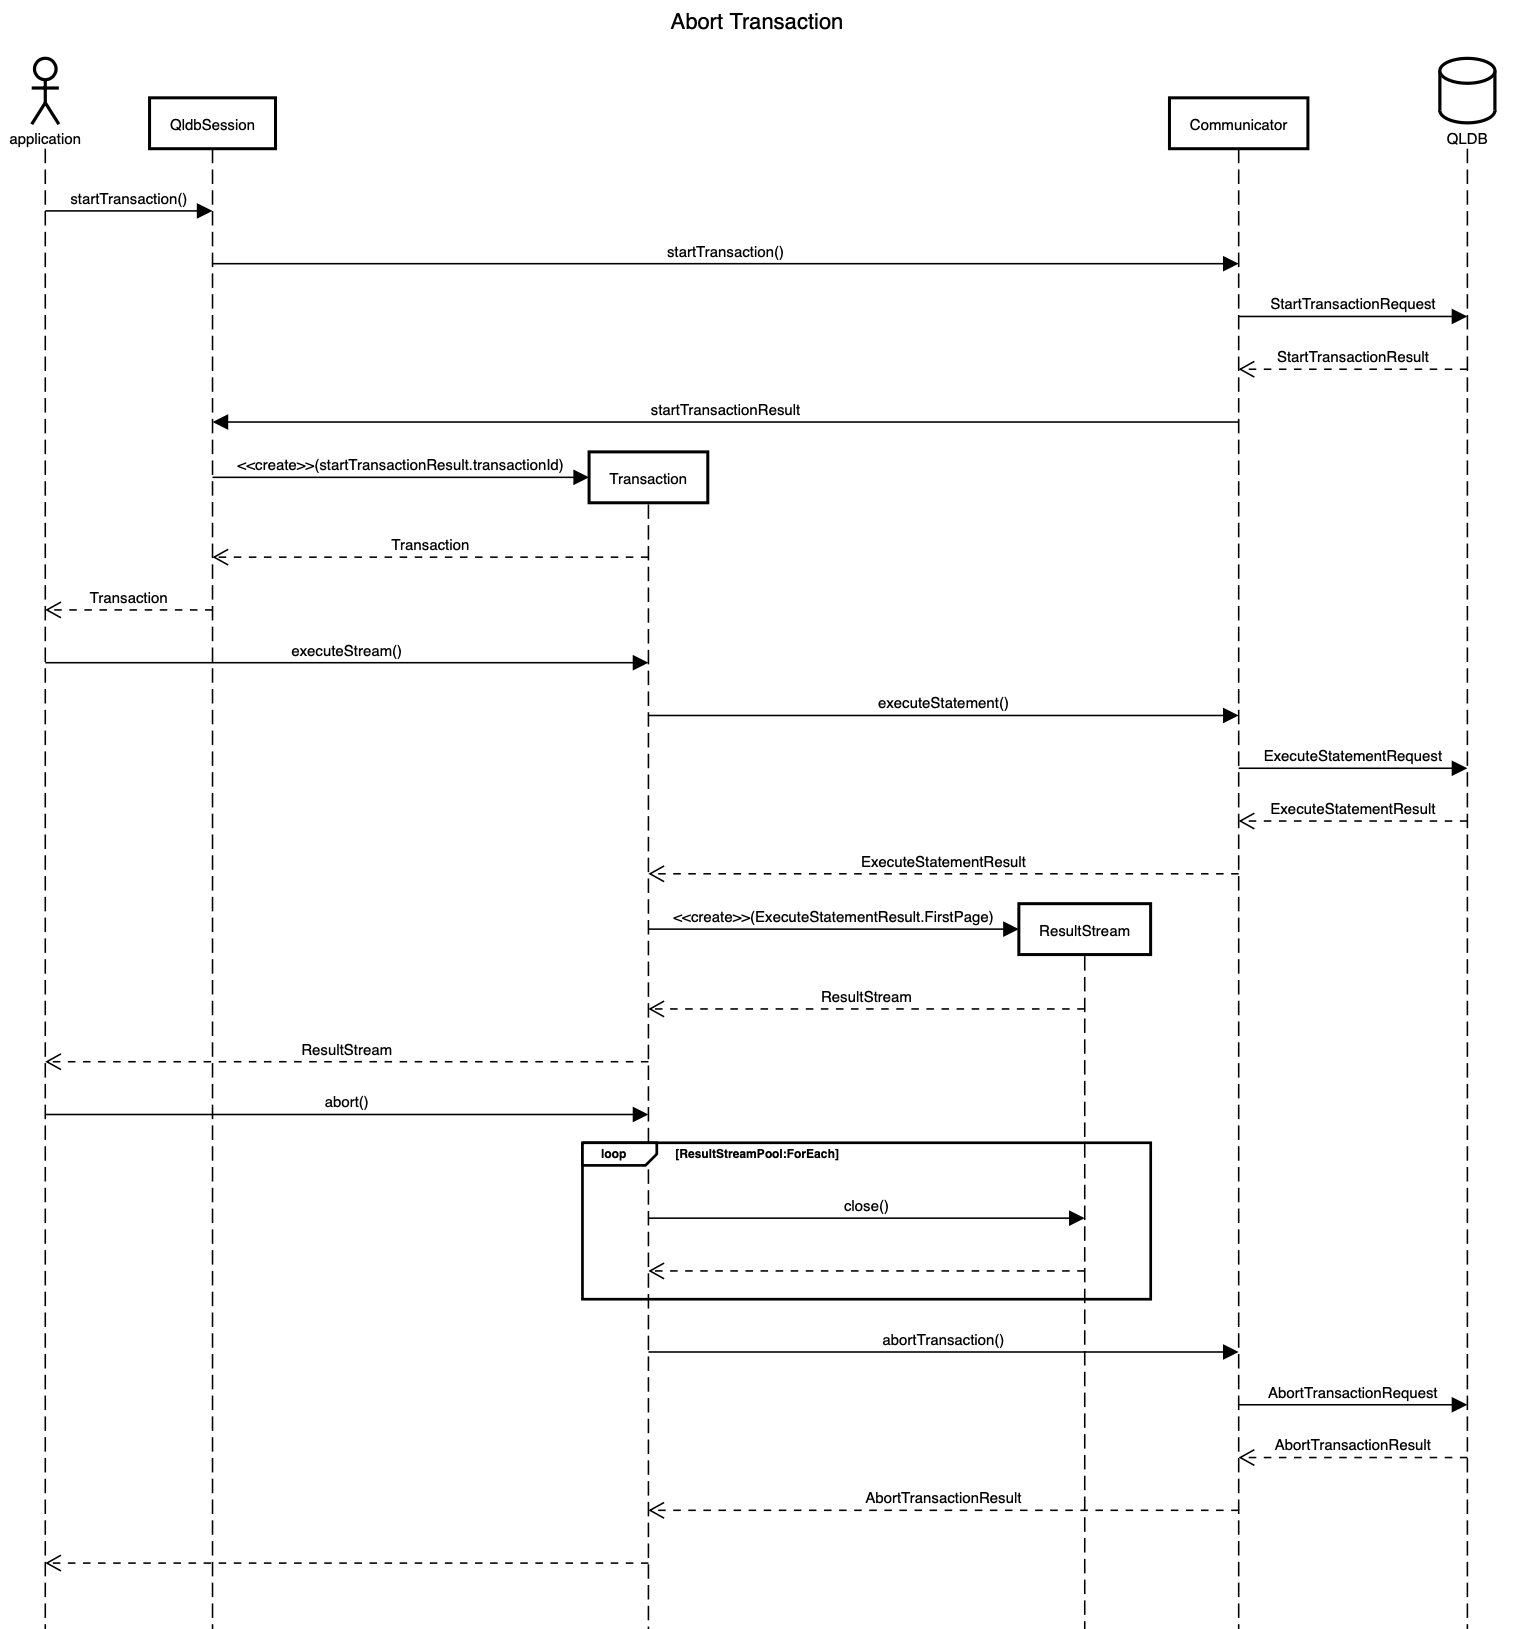 Abort Transaction
application
QldbSession
Communicator
QLDB
startTransaction()
startTransaction()
StartTransactionRequest
StartTransactionResult
startTransactionResult
<<create>>(startTransactionResult.transactionId)
Transaction
Transaction
Transaction
executeStream()
executeStatement()
ExecuteStatementRequest
ExecuteStatementResult
ExecuteStatementResult
<<create>>(ExecuteStatementResult.FirstPage)
ResultStream
ResultStream
ResultStream
abort()
loop
[ResultStreamPool:ForEach]
close()
abortTransaction()
AbortTransactionRequest
AbortTransactionResult
AbortTransactionResult